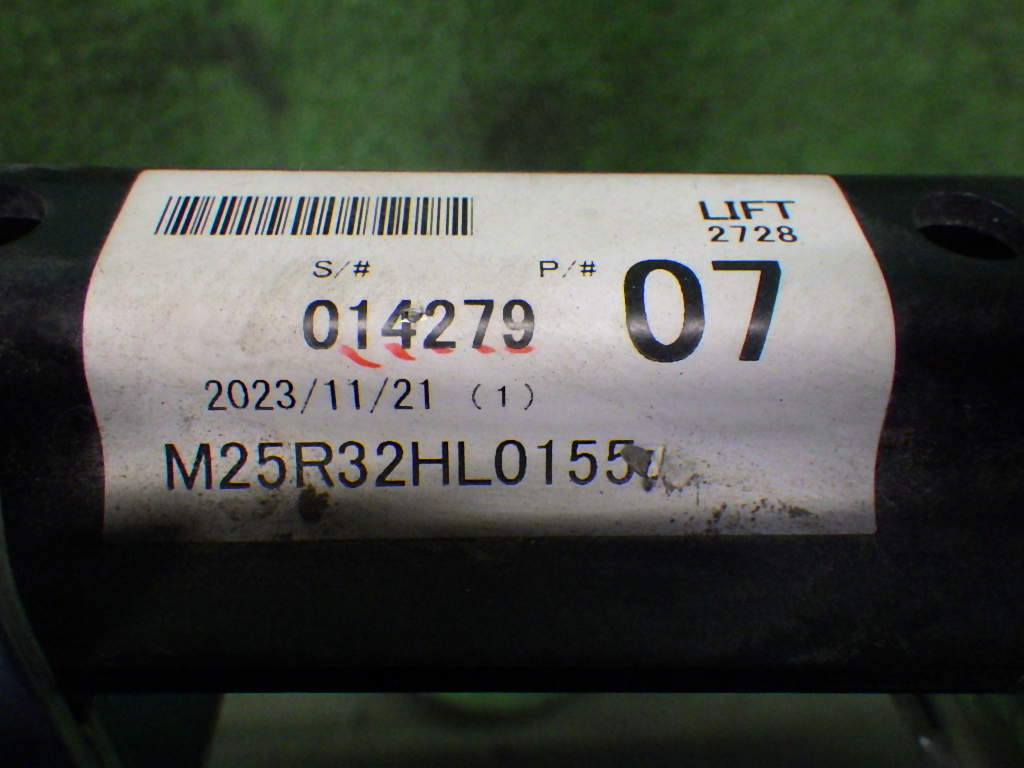 LIFT
2728
S/# P/# 07
014279
2023/11/21 (1)
M25R32HL0155